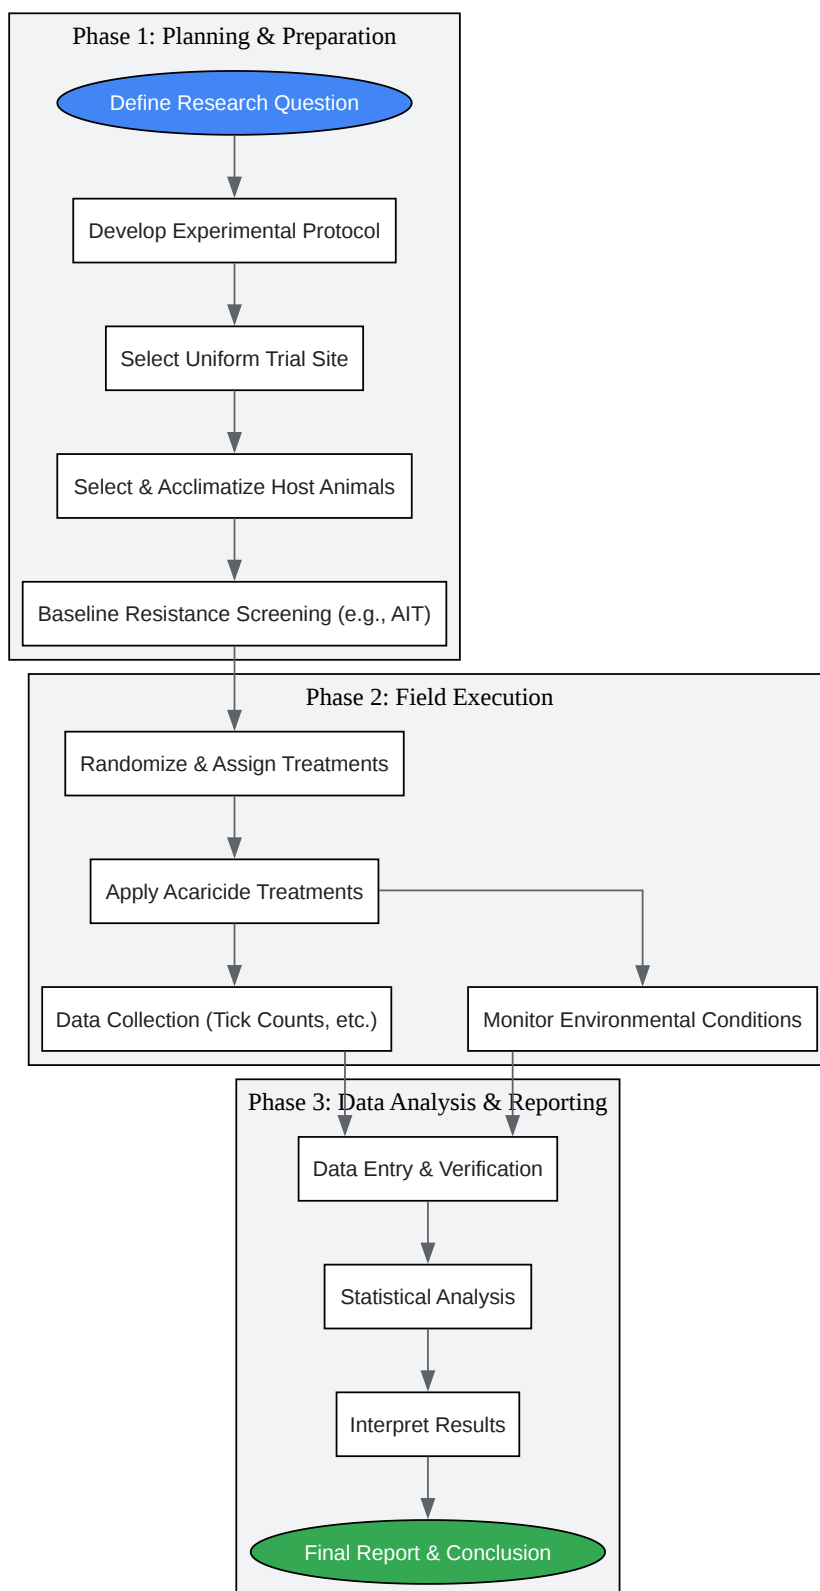 Phase 1: Planning & Preparation
Define Research Question
Develop Experimental Protocol
Select Uniform Trial Site
Select & Acclimatize Host Animals
Baseline Resistance Screening (e.g., AIT)
Phase 2: Field Execution
Randomize & Assign Treatments
Apply Acaricide Treatments
Data Collection (Tick Counts, etc.)
Monitor Environmental Conditions
Phase 3: Data Analysis & Reporting
Data Entry & Verification
Statistical Analysis
Interpret Results
Final Report & Conclusion